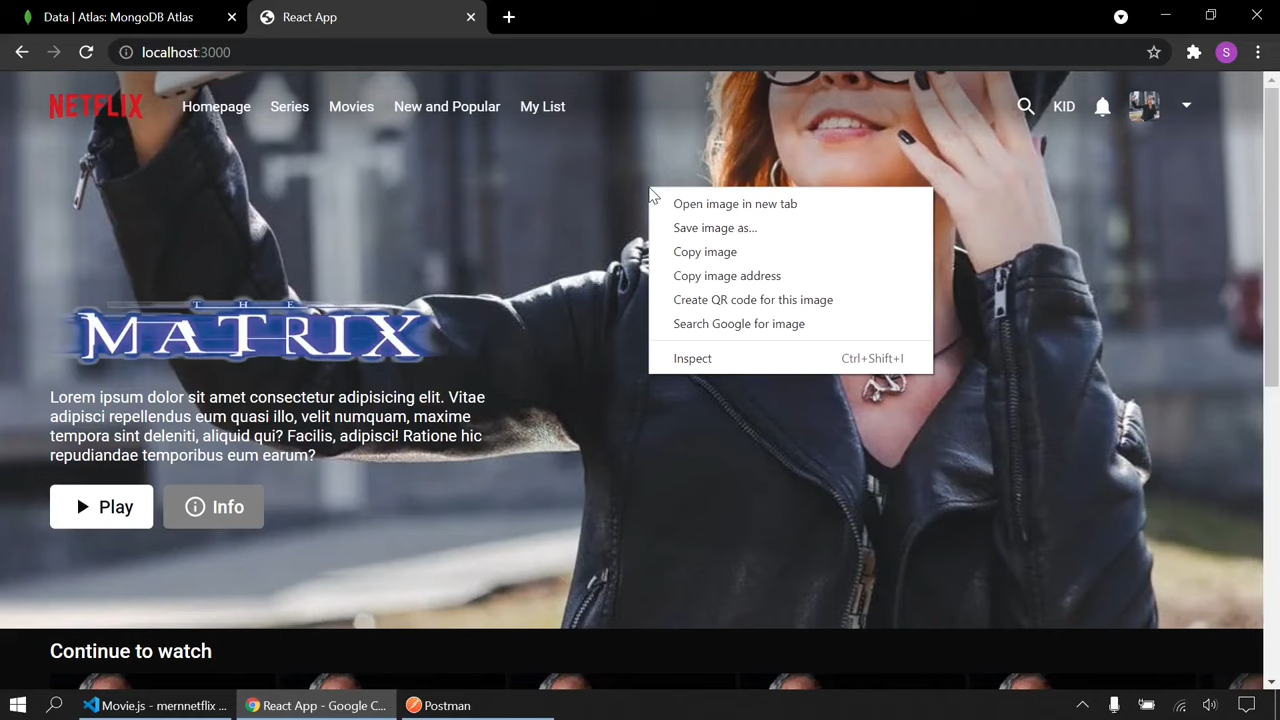 Data | Atlas: MongoDB Atlas
React App
localhost:3000
S
NETFLIX
Homepage
Series
Movies
New and Popular
My List
KID
Open image in new tab
Save image as...
Copy image
Copy image address
Create QR code for this image
Search Google for image
Inspect Ctrl+Shift+I
THE
MATRIX
Lorem ipsum dolor sit amet consectetur adipisicing elit. Vitae
adipisci repellendus eum quasi illo, velit numquam, maxime
tempora sint deleniti, aliquid qui? Facilis, adipisci! Ratione hic
repudiandae temporibus eum earum?
Play
Info
Continue to watch
Movie.js - mernnetflix ...
React App - Google C...
Postman